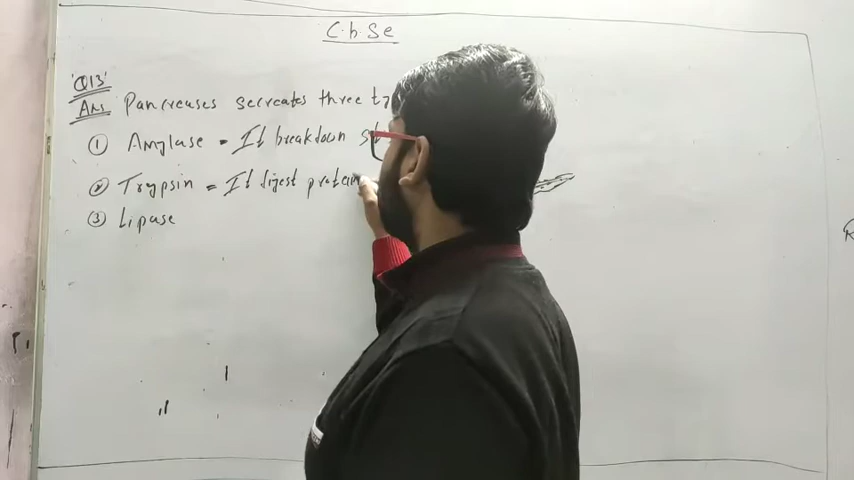 C.b.Se
'Q13'
Ans Pancreases secreates three
① Amylase = It breakdown
② Trypsin = It digest protein
③ Lipase